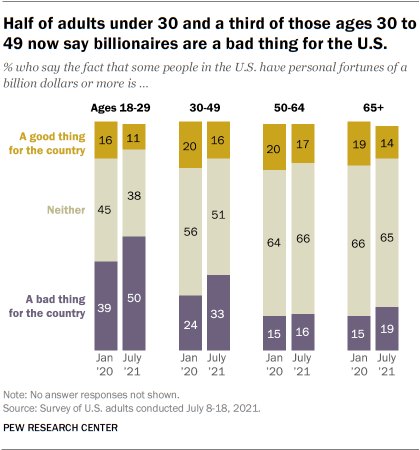 Half of adults under 30 and a third of those ages 30 to
49 now say billionaires are a bad thing for the U.S.
% who say the fact that some people in the U.S. have personal fortunes of a
billion dollars or more is ...
Ages 18-29 30-49 50-64 65+
A good thing
for the country
16 11 20 16 20 17 19 14
Neither
45 38 56 51 64 66 66 65
A bad thing
for the country
39 50 24 33 15 16 15 19
Jan July Jan July Jan July Jan July
'20 '21 '20 '21 '20 '21 '20 '21
Note: No answer responses not shown.
Source: Survey of U.S. adults conducted July 8-18, 2021.
PEW RESEARCH CENTER